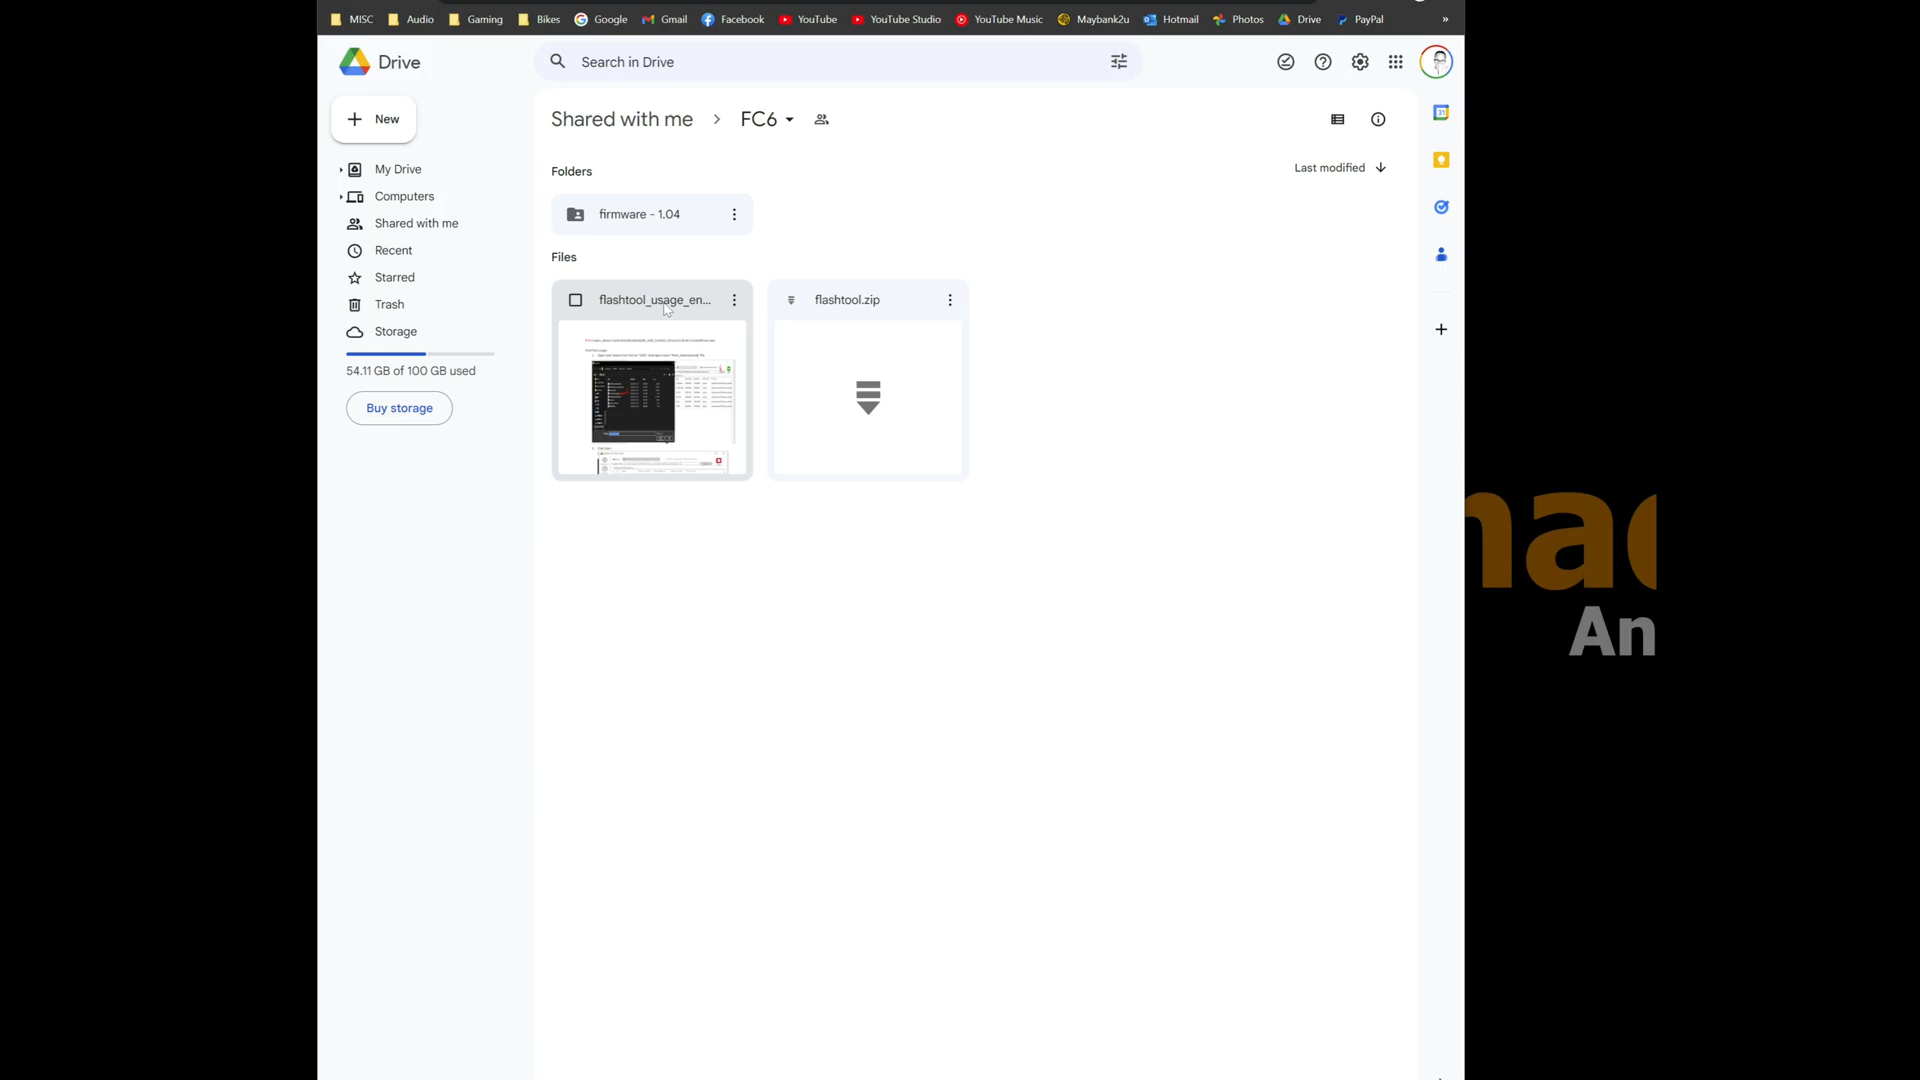 MISC Audio Gaming Bikes Google Gmail Facebook YouTube YouTube Studio YouTube Music Maybank2u Hotmail Photos Drive PayPal »
Drive
Search in Drive
New
Shared with me > FC6
My Drive
Computers
Shared with me
Recent
Starred
Trash
Storage
54.11 GB of 100 GB used
Buy storage
Folders
Last modified
firmware - 1.04
Files
flashtool_usage_en...
flashtool.zip
31
An